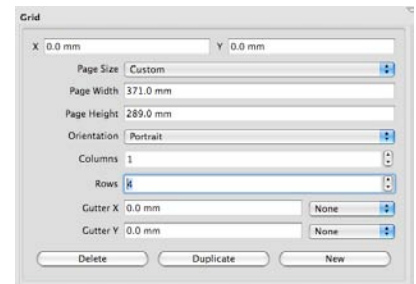 Grid
X 0.0 mm Y 0.0 mm
Page Size Custom
Page Width 371.0 mm
Page Height 289.0 mm
Orientation Portrait
Columns 1
Rows 4
Gutter X 0.0 mm None
Gutter Y 0.0 mm None
Delete Duplicate New